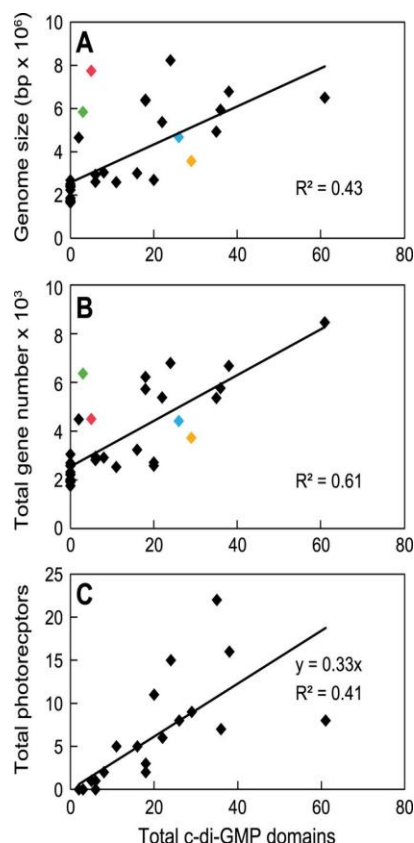 A
Genome size (bp x 10⁶)
10
8
6
4
2
0
R² = 0.43
0 20 40 60 80
B
Total gene number x 10³
10
8
6
4
2
0
R² = 0.61
0 20 40 60 80
C
Total photorecptors
25
20
15
10
5
0
y = 0.33x
R² = 0.41
0 20 40 60 80
Total c-di-GMP domains